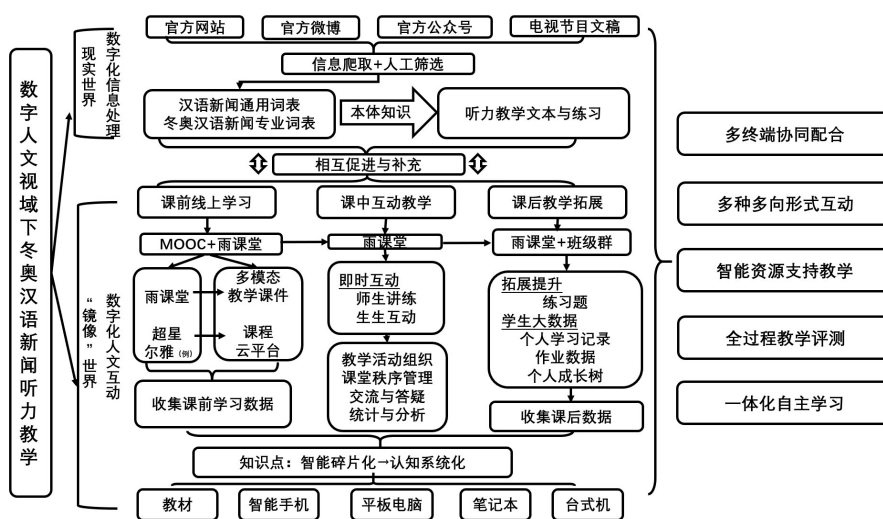 数字人文视域下冬奥汉语新闻听力教学
现实世界
数字化信息处理
官方网站
官方微博
官方公众号
电视节目文稿
信息爬取+人工筛选
汉语新闻通用词表
冬奥汉语新闻专业词表
本体知识
听力教学文本与练习
相互促进与补充
“镜像”世界
数字化人文互动
课前线上学习
课中互动教学
课后教学拓展
MOOC+雨课堂
雨课堂
雨课堂+班级群
雨课堂
超星
尔雅(例)
多模态
教学课件
课程
云平台
即时互动
师生讲练
生生互动
拓展提升
练习题
学生大数据
个人学习记录
作业数据
个人成长树
教学活动组织
课堂秩序管理
交流与答疑
统计与分析
收集课前学习数据
收集课后数据
知识点：智能碎片化→认知系统化
教材
智能手机
平板电脑
笔记本
台式机
多终端协同配合
多种多向形式互动
智能资源支持教学
全过程教学评测
一体化自主学习